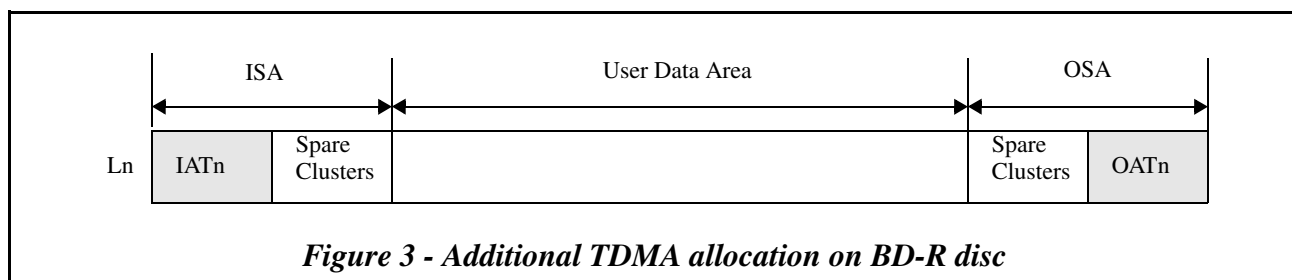 ISA User Data Area OSA
Ln IATn Spare Clusters Spare Clusters OATn
Figure 3 - Additional TDMA allocation on BD-R disc